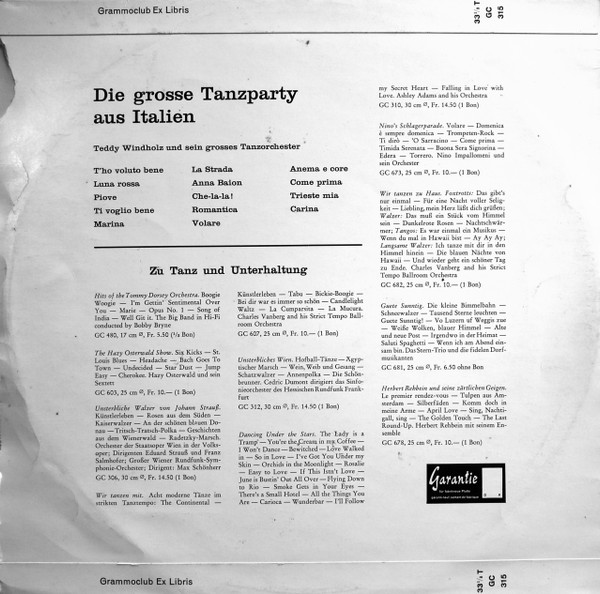 Grammoclub Ex Libris
33⅓ T
GC
315
Die grosse Tanzparty
aus Italien
Teddy Windholz und sein grosses Tanzorchester
T'ho voluto bene
Luna rossa
Piove
Ti voglio bene
Marina
La Strada
Anna Baion
Che-la-la!
Romantica
Volare
Anema e core
Come prima
Trieste mia
Carina
Zu Tanz und Unterhaltung
Hits of the Tommy Dorsey Orchestra. Boogie
Woogie — I'm Gettin' Sentimental Over
You — Marie — Opus No. 1 — Song of
India — Well Git it. The Big Band in Hi-Fi
conducted by Bobby Bryne
GC 480, 17 cm Ø, Fr. 5.50 (½ Bon)
The Hazy Osterwald Show. Six Kicks — St.
Louis Blues — Headache — Back Goes To
Town — Undecided — Star Dust — Jump
Easy — Cherokee. Hazy Osterwald und sein
Sextett
GC 603, 25 cm Ø, Fr. 10.— (1 Bon)
Unsterbliche Walzer von Johann Strauß.
Künstlerleben — Rosen aus dem Süden —
Kaiserwalzer — An der schönen blauen Do-
nau — Tritsch-Tratsch-Polka — Geschichten
aus dem Wienerwald — Radetzky-Marsch.
Orchester der Staatsoper Wien in der Volks-
oper; Dirigenten Eduard Strauß und Franz
Salmhofer; Großer Wiener Rundfunk-Sym-
phonie-Orchester; Dirigent: Max Schönherr
GC 306, 30 cm Ø, Fr. 14.50 (1 Bon)
Wir tanzen mit. Acht moderne Tänze im
strikten Tanztempo: The Continental —
Künstlerleben — Tabu — Bickie-Boogie —
Bei dir war es immer so schön — Candlelight
Waltz — La Cumparsita — La Mucura.
Charles Vanberg and his Strict Tempo Ball-
room Orchestra
GC 607, 25 cm Ø, Fr. 10.— (1 Bon)
Unsterbliches Wien. Hofball-Tänze — Ägyp-
tischer Marsch — Wein, Weib und Gesang —
Schatzwalzer — Annenpolka — Die Schön-
brunner. Cedric Dumont dirigiert das Sinfo-
nieorchester des Hessischen Rundfunk Frank-
furt
GC 312, 30 cm Ø, Fr. 14.50 (1 Bon)
Dancing Under the Stars. The Lady is a
Tramp — You're the Cream in my Coffee —
I Won't Dance — Bewitched — Love Walked
in — So in Love — I've Got You Under my
Skin — Orchids in the Moonlight — Rosalie
— Easy to Love — If This Isn't Love —
June is Bustin' Out All Over — Flying Down
to Rio — Smoke Gets in Your Eyes —
There's a Small Hotel — All the Things You
Are — Carioca — Wunderbar — I'll Follow
my Secret Heart — Falling in Love with
Love. Ashley Adams and his Orchestra
GC 310, 30 cm Ø, Fr. 14.50 (1 Bon)
Nino's Schlagerparade. Volare — Domenica
è sempre domenica — Trompeten-Rock —
Ti dirò — 'O Sarracino — Come prima —
Timida Serenata — Buona Sera Signorina —
Edera — Torrero. Nino Impallomni und
sein Orchester
GC 673, 25 cm Ø, Fr. 10.— (1 Bon)
Wir tanzen zu Haus. Foxtrotts: Das gibt's
nur einmal — Für eine Nacht voller Selig-
keit — Liebling, mein Herz läßt dich grüßen;
Walzer: Das muß ein Stück vom Himmel
sein — Dunkelrote Rosen — Nachtschwär-
mer; Tangos: Es war einmal ein Musikus —
Wenn du mal in Hawaii bist — Ay Ay Ay;
Langsame Walzer: Ich tanze mit dir in den
Himmel hinein — Die blauen Nächte von
Hawaii — Und wieder geht ein schöner Tag
zu Ende. Charles Vanberg and his Strict
Tempo Ballroom Orchestra
GC 682, 25 cm Ø, Fr. 10.— (1 Bon)
Guete Sunntig. Die kleine Bimmelbahn —
Schneewalzer — Tausend Sterne leuchten —
Guete Sunntig! — Vo Luzern uf Weggis zue
— Weiße Wolken, blauer Himmel — Alte
und neue Post — Irgendwo in der Heimat —
Saluti Spaghetti — Wenn ich am Abend ein-
sam bin. Das Stern-Trio und die fidelen Dorf-
musikanten
GC 681, 25 cm Ø, Fr. 6.50 ohne Bon
Herbert Rehbein und seine zärtlichen Geigen.
Le premier rendez-vous — Tulpen aus Am-
sterdam — Silberfäden — Komm doch in
meine Arme — April Love — Sing, Nachti-
gall, sing — The Golden Touch — The Last
Round-Up. Herbert Rehbein mit seinem En-
semble
GC 678, 25 cm Ø, Fr. 10.— (1 Bon)
Garantie
Grammoclub Ex Libris
33⅓ T
GC
315